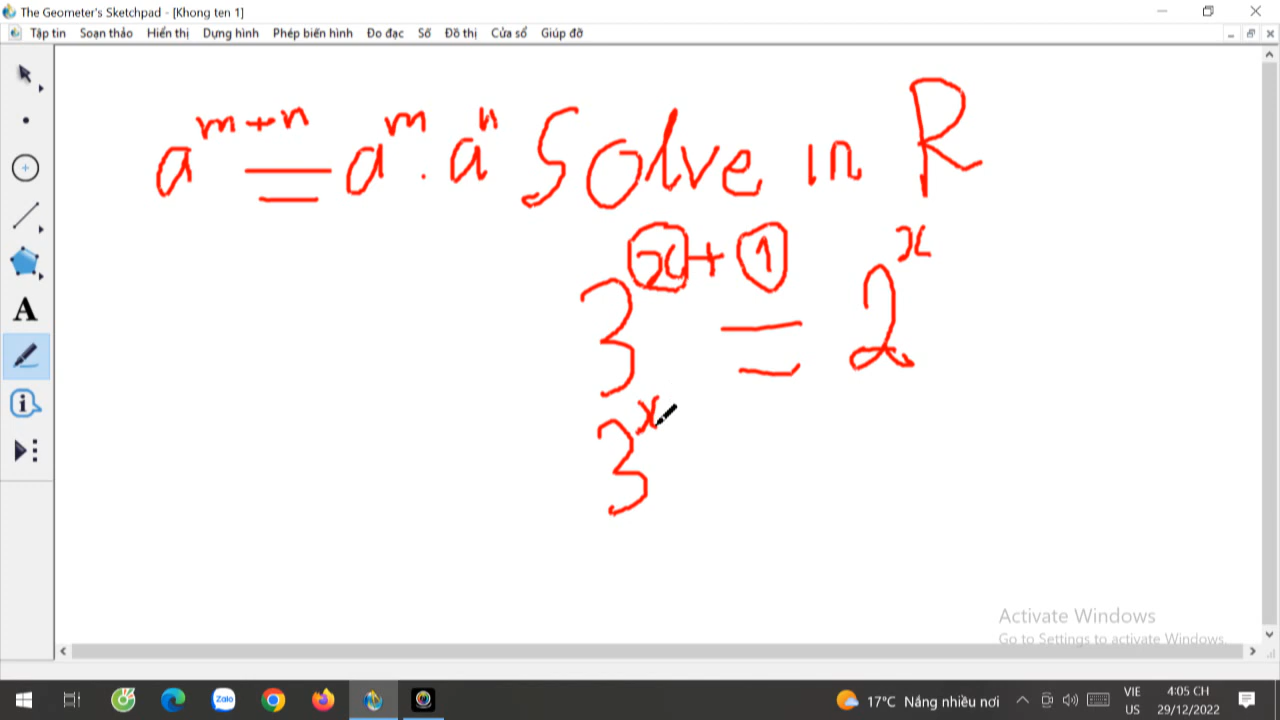 The Geometer's Sketchpad - [Khong ten 1]
Tập tin Soạn thảo Hiển thị Dựng hình Phép biến hình Đo đạc Số Đồ thị Cửa sổ Giúp đỡ
a^{m+n} = a^m . a^n Solve in R
3^{x+1} = 2^x
3^x
A
Activate Windows
Go to Settings to activate Windows.
Zalo
17°C Nắng nhiều nơi
VIE
US
4:05 CH
29/12/2022